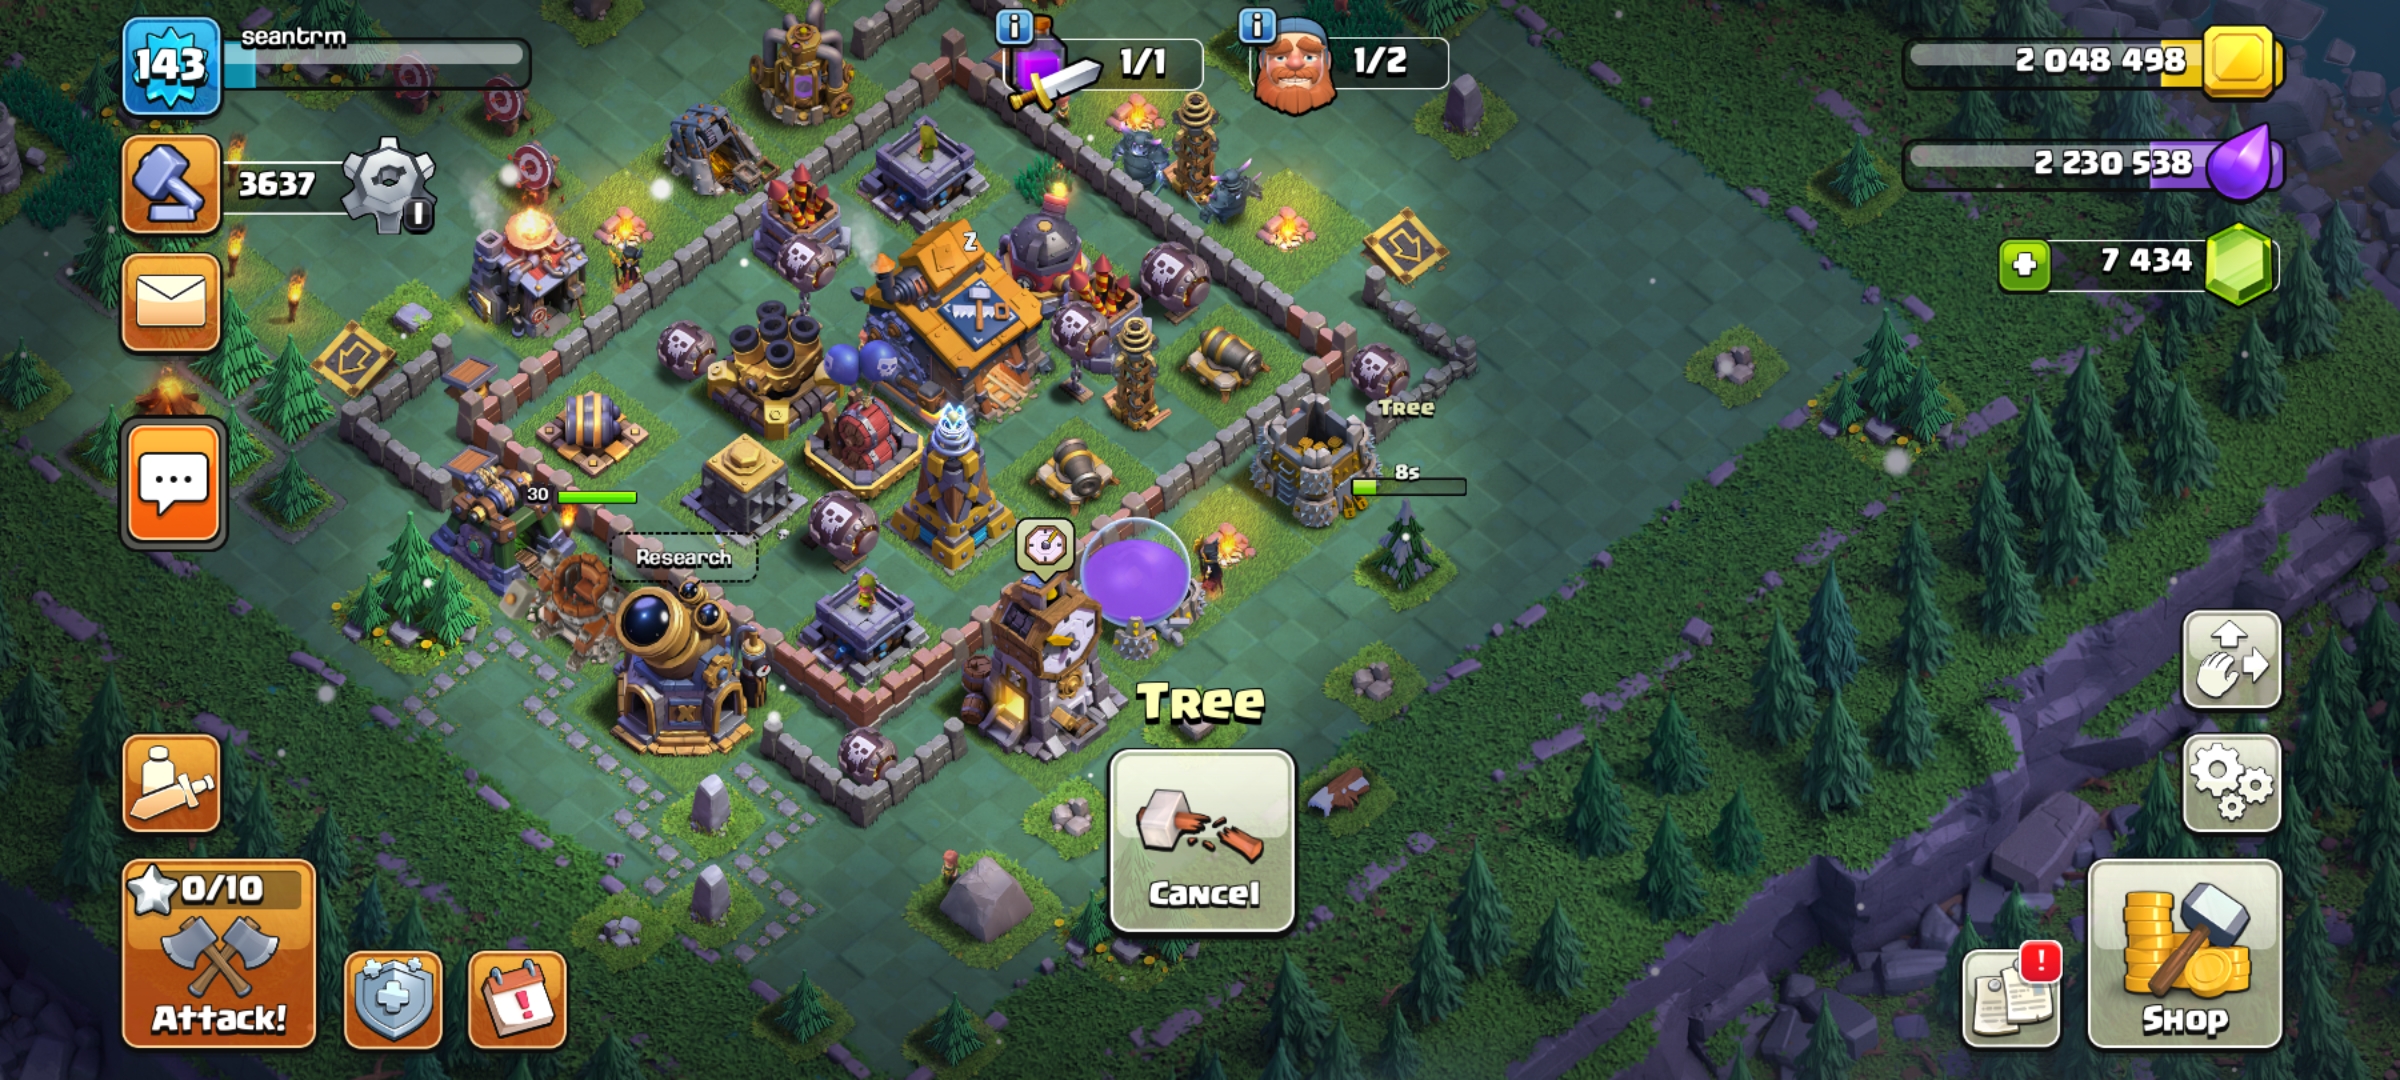 143
seantrm
1/1
1/2
2 048 498
3637
I
2 230 538
7 434
z
Tree
8s
30
Research
Tree
Cancel
0/10
Attack!
!
Shop